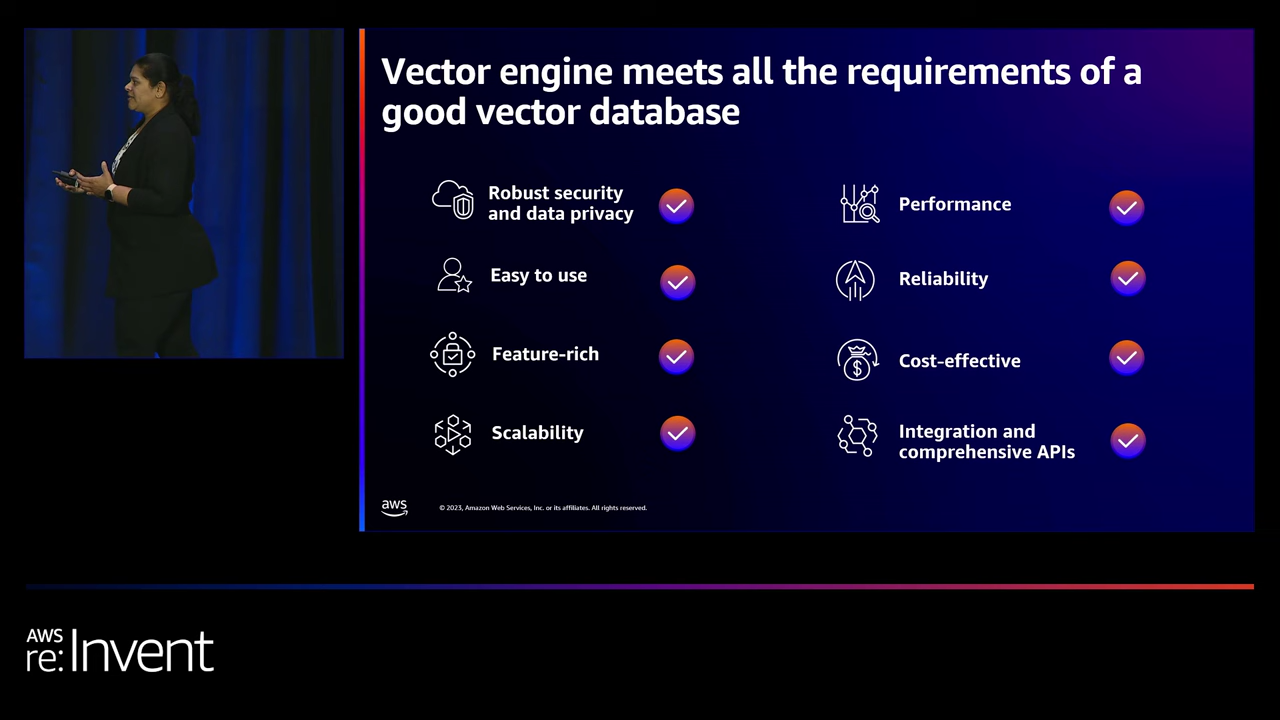 Vector engine meets all the requirements of a
good vector database
Robust security
and data privacy
Easy to use
Feature-rich
Scalability
Performance
Reliability
Cost-effective
Integration and
comprehensive APIs
aws
© 2023, Amazon Web Services, Inc. or its affiliates. All rights reserved.
AWS
re:Invent